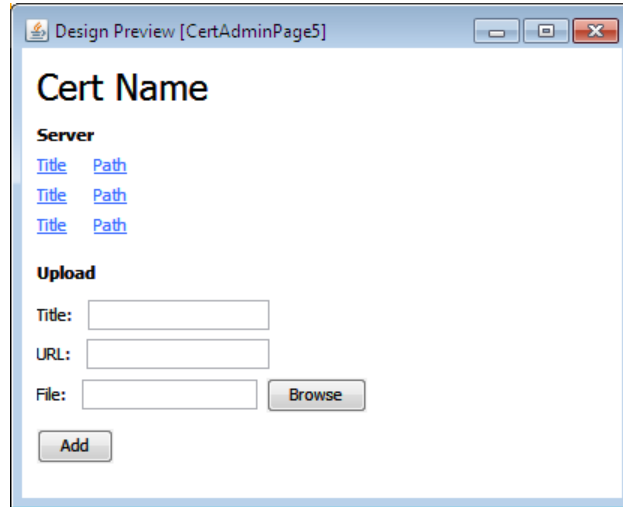 Design Preview [CertAdminPage5]
Cert Name
Server
Title Path
Title Path
Title Path
Upload
Title:
URL:
File: Browse
Add